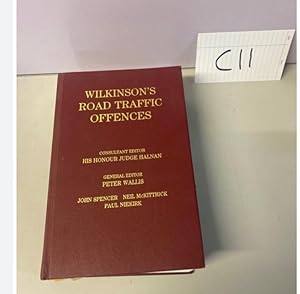 WILKINSON'S
ROAD TRAFFIC
OFFENCES
CONSULTANT EDITOR
HIS HONOUR JUDGE HALNAN
GENERAL EDITOR
PETER WALLIS
JOHN SPENCER NEIL McKITTRICK
PAUL NIEKIRK
C11